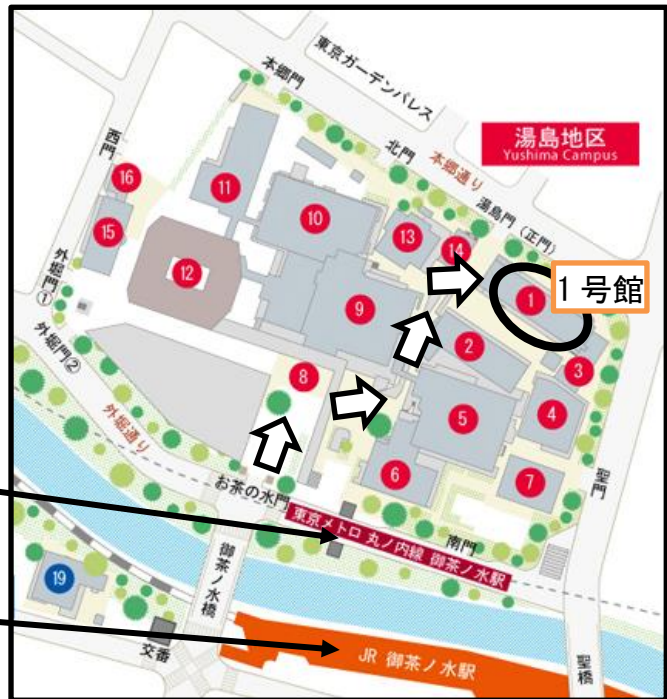 東京ガーデンパレス
本郷門
西門
北門
本郷通り
湯島地区
Yushima Campus
湯島門（正門）
16
11
15
10
13
14
外堀門①
12
1
1号館
9
2
3
外堀門②
8
5
4
外堀通り
6
7
聖門
お茶の水門
南門
東京メトロ 丸ノ内線 御茶ノ水駅
19
御茶ノ水橋
交番
JR 御茶ノ水駅
聖橋